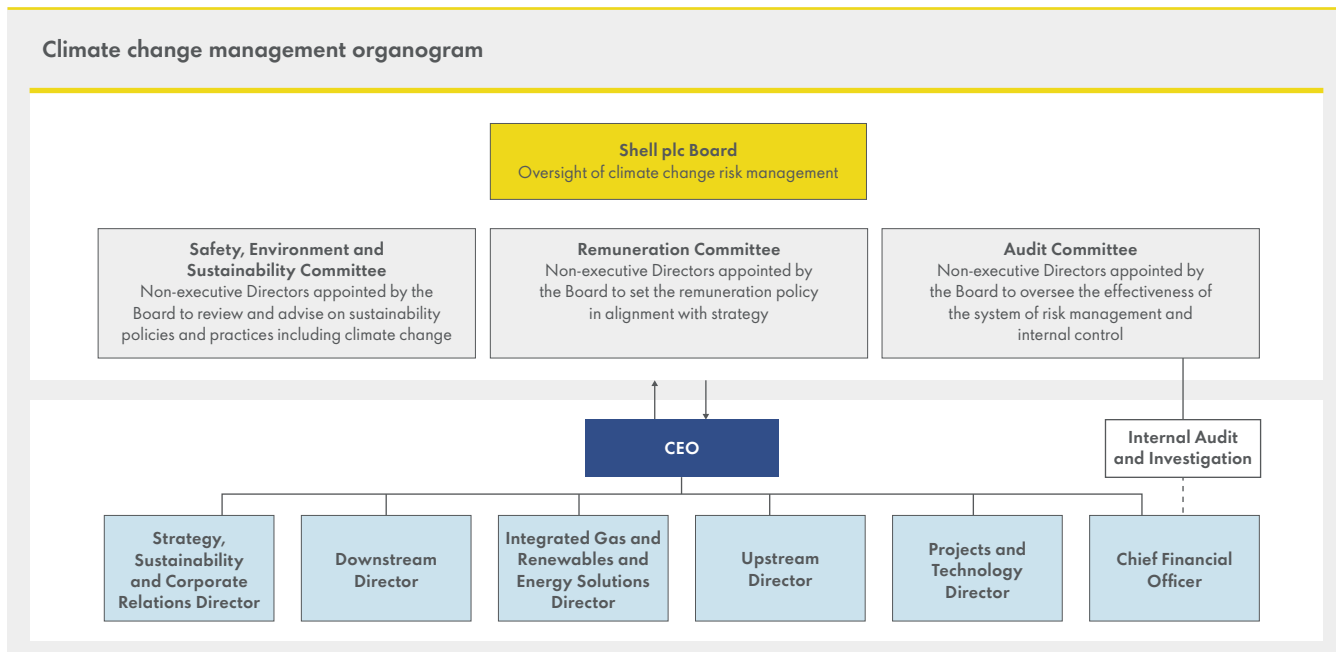 Climate change management organogram
Shell plc Board
Oversight of climate change risk management
Safety, Environment and
Sustainability Committee
Non-executive Directors appointed by the
Board to review and advise on sustainability
policies and practices including climate change
Remuneration Committee
Non-executive Directors appointed by
the Board to set the remuneration policy
in alignment with strategy
Audit Committee
Non-executive Directors appointed by
the Board to oversee the effectiveness of
the system of risk management and
internal control
CEO
Internal Audit
and Investigation
Strategy,
Sustainability
and Corporate
Relations Director
Downstream
Director
Integrated Gas and
Renewables and
Energy Solutions
Director
Upstream
Director
Projects and
Technology
Director
Chief Financial
Officer